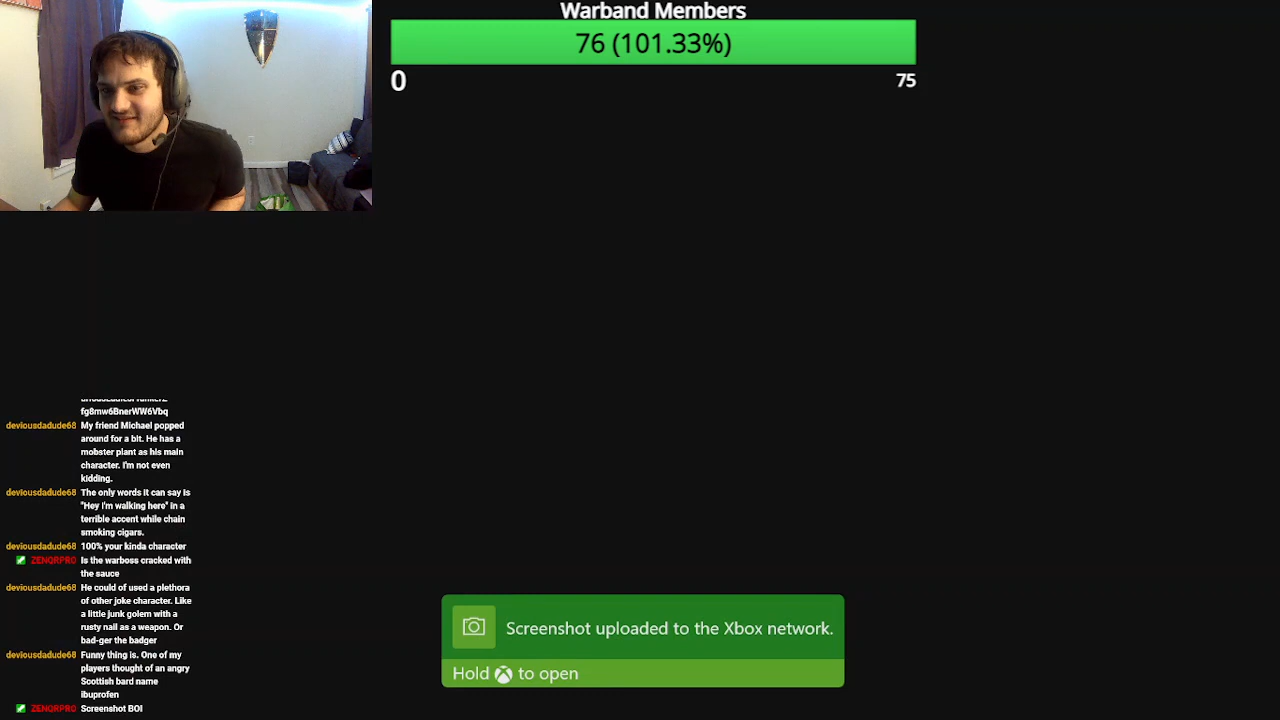 Warband Members
76 (101.33%)
0
75
fg8mw6BnerWW6Vbq
deviousdadude68 My friend Michael popped
around for a bit. He has a
mobster plant as his main
character. I'm not even
kidding.
deviousdadude68 The only words it can say is
"Hey I'm walking here" in a
terrible accent while chain
smoking cigars.
deviousdadude68 100% your kinda character
ZENQRPRO Is the warboss cracked with
the sauce
deviousdadude68 He could of used a plethora
of other joke character. Like
a little junk golem with a
rusty nail as a weapon. Or
bad-ger the badger
deviousdadude68 Funny thing is. One of my
players thought of an angry
Scottish bard name
ibuprofen
ZENQRPRO Screenshot BOI
Screenshot uploaded to the Xbox network.
Hold to open